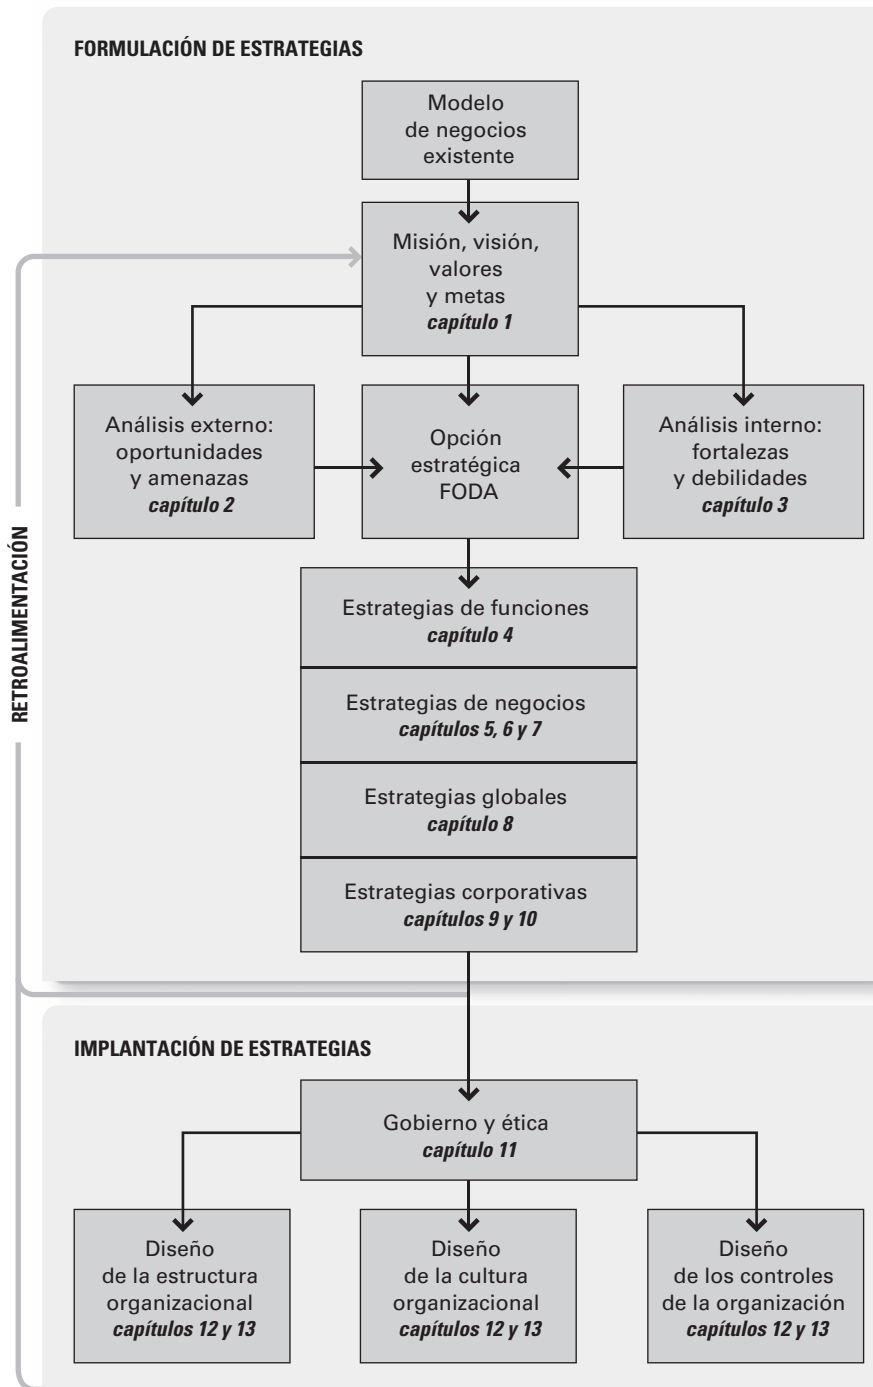 FORMULACIÓN DE ESTRATEGIAS
Modelo
de negocios
existente
Misión, visión,
valores
y metas
capítulo 1
Análisis externo:
oportunidades
y amenazas
capítulo 2
Opción
estratégica
FODA
Análisis interno:
fortalezas
y debilidades
capítulo 3
RETROALIMENTACIÓN
Estrategias de funciones
capítulo 4
Estrategias de negocios
capítulos 5, 6 y 7
Estrategias globales
capítulo 8
Estrategias corporativas
capítulos 9 y 10
IMPLANTACIÓN DE ESTRATEGIAS
Gobierno y ética
capítulo 11
Diseño
de la estructura
organizacional
capítulos 12 y 13
Diseño
de la cultura
organizacional
capítulos 12 y 13
Diseño
de los controles
de la organización
capítulos 12 y 13